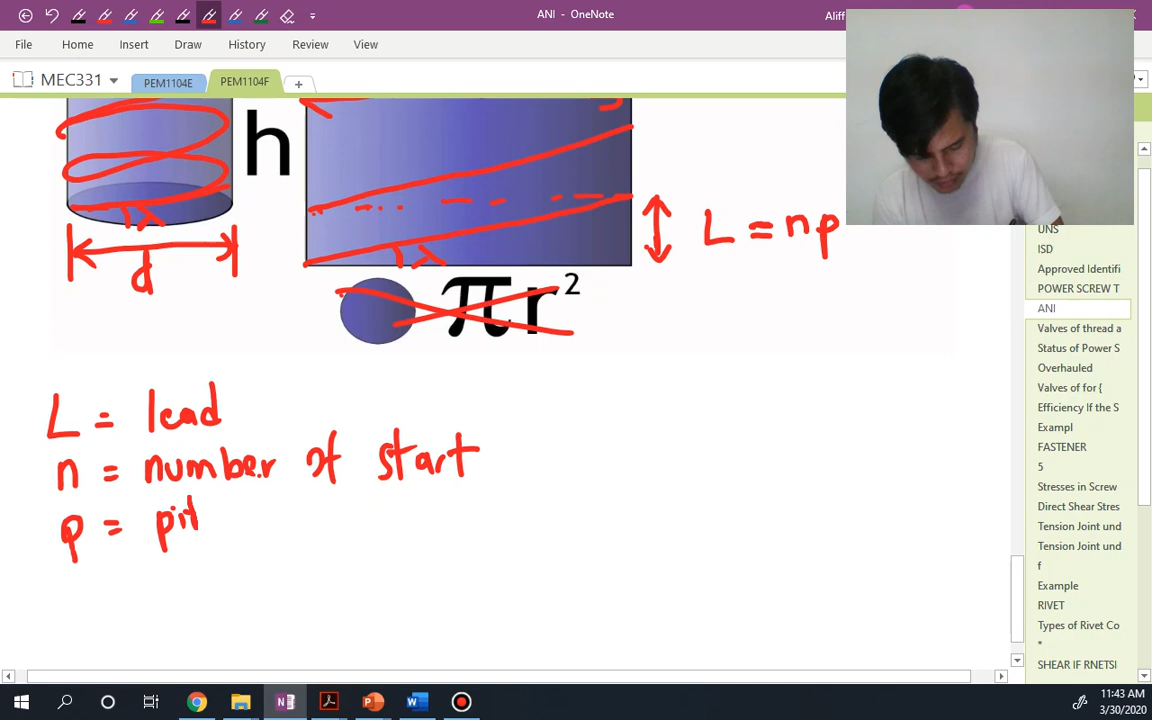 ANI - OneNote
Aliff
File Home Insert Draw History Review View
MEC331 PEM1104E PEM1104F
h
d
λ
λ
L = np
πr²
L = lead
n = number of start
p = pit
UNS
ISD
Approved Identifi
POWER SCREW T
ANI
Valves of thread a
Status of Power S
Overhauled
Valves of for {
Efficiency If the S
Exampl
FASTENER
5
Stresses in Screw
Direct Shear Stres
Tension Joint und
Tension Joint und
f
Example
RIVET
Types of Rivet Co
*
SHEAR IF RNETSI
11:43 AM
3/30/2020